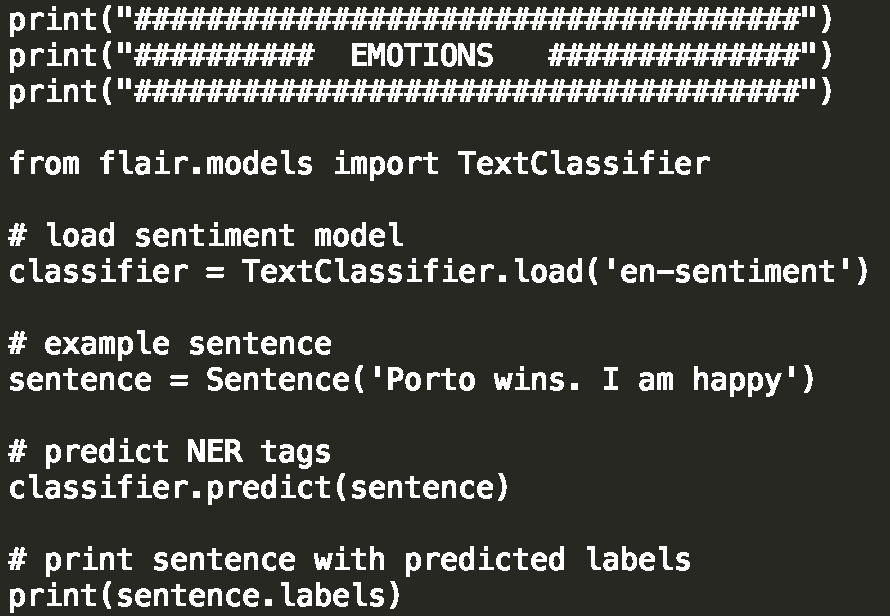 print("#####################################")
print("##########  EMOTIONS   ##############")
print("#####################################")
from flair.models import TextClassifier
# load sentiment model
classifier = TextClassifier.load('en-sentiment')
# example sentence
sentence = Sentence('Porto wins. I am happy')
# predict NER tags
classifier.predict(sentence)
# print sentence with predicted labels
print(sentence.labels)